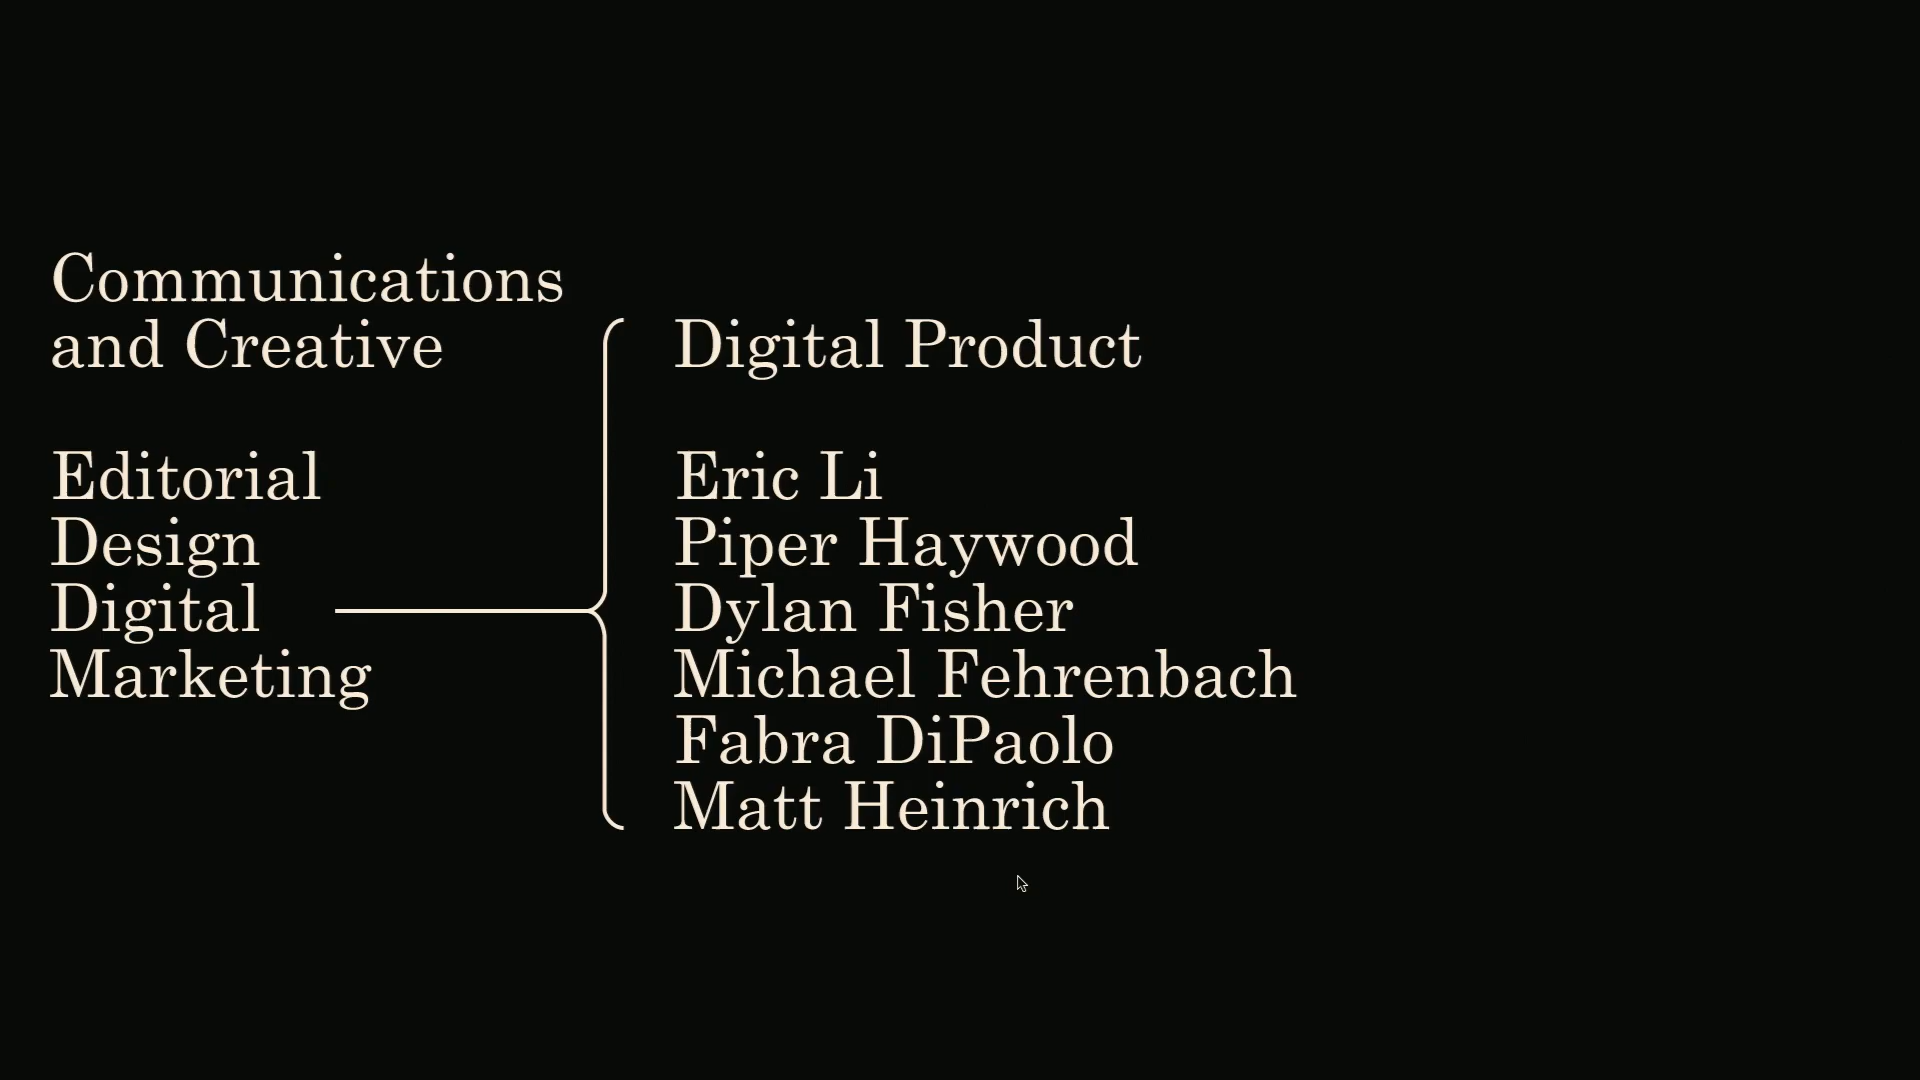 Communications
and Creative
Editorial
Design
Digital
Marketing
Digital Product
Eric Li
Piper Haywood
Dylan Fisher
Michael Fehrenbach
Fabra DiPaolo
Matt Heinrich